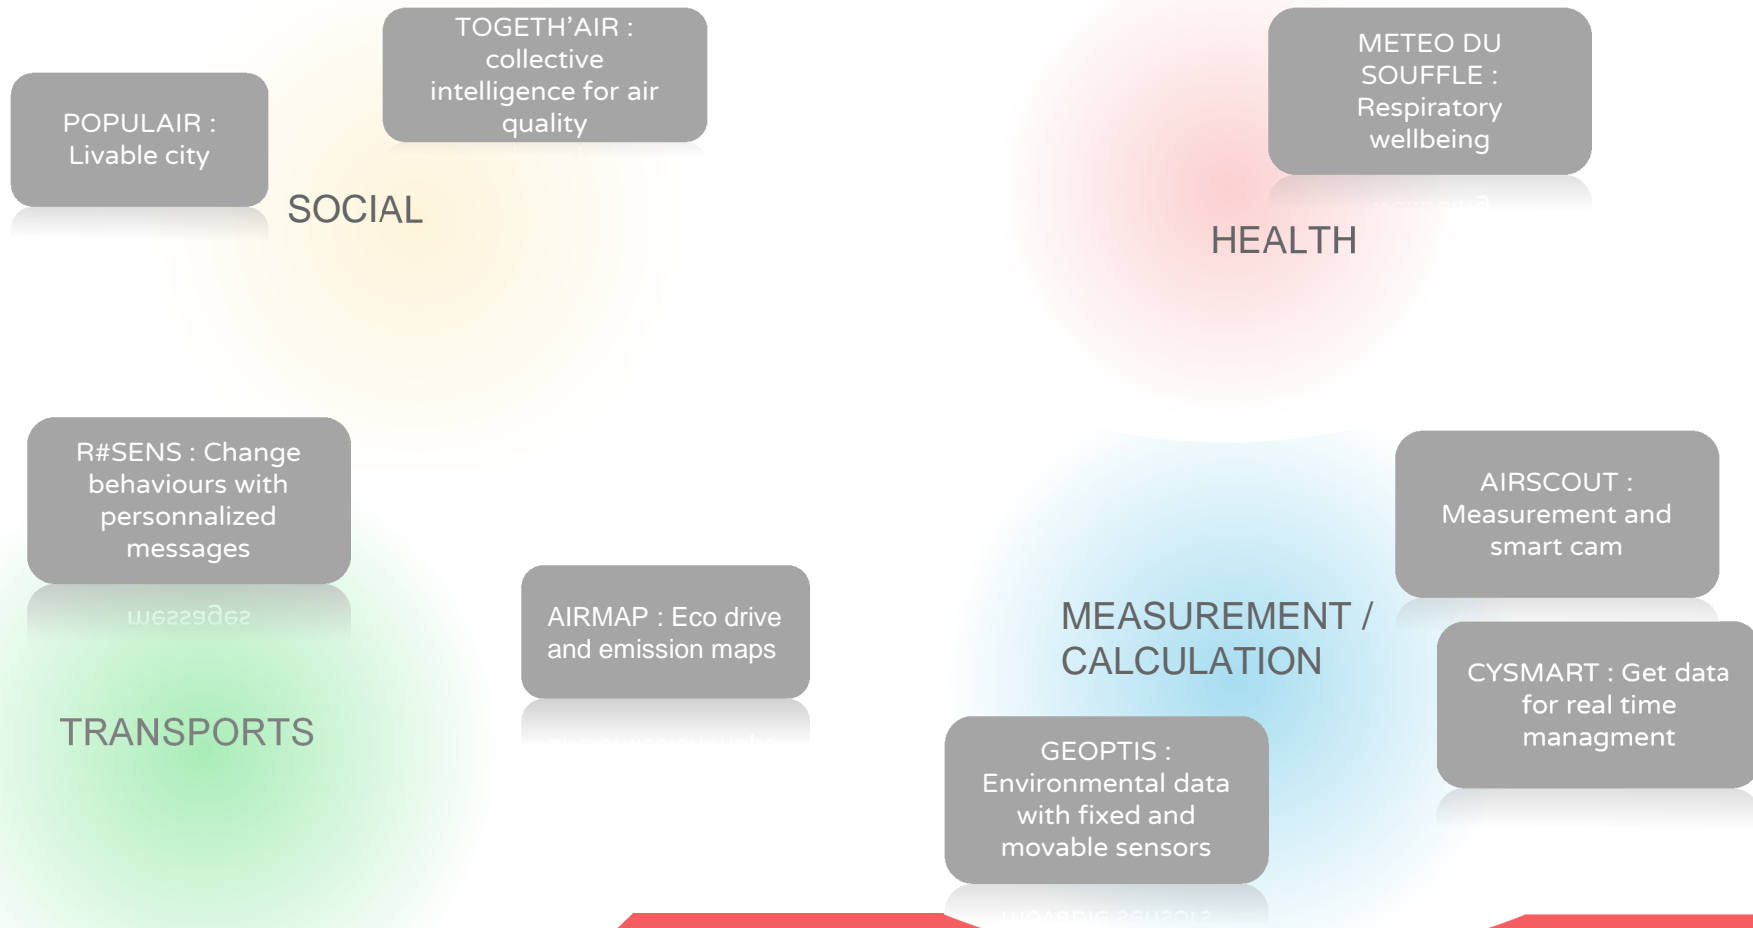 TOGETH'AIR :
collective
intelligence for air
quality
POPULAIR :
Livable city
SOCIAL
METEO DU
SOUFFLE :
Respiratory
wellbeing
HEALTH
R#SENS : Change
behaviours with
personnalized
messages
TRANSPORTS
AIRMAP : Eco drive
and emission maps
MEASUREMENT /
CALCULATION
AIRSCOUT :
Measurement and
smart cam
CYSMART : Get data
for real time
managment
GEOPTIS :
Environmental data
with fixed and
movable sensors